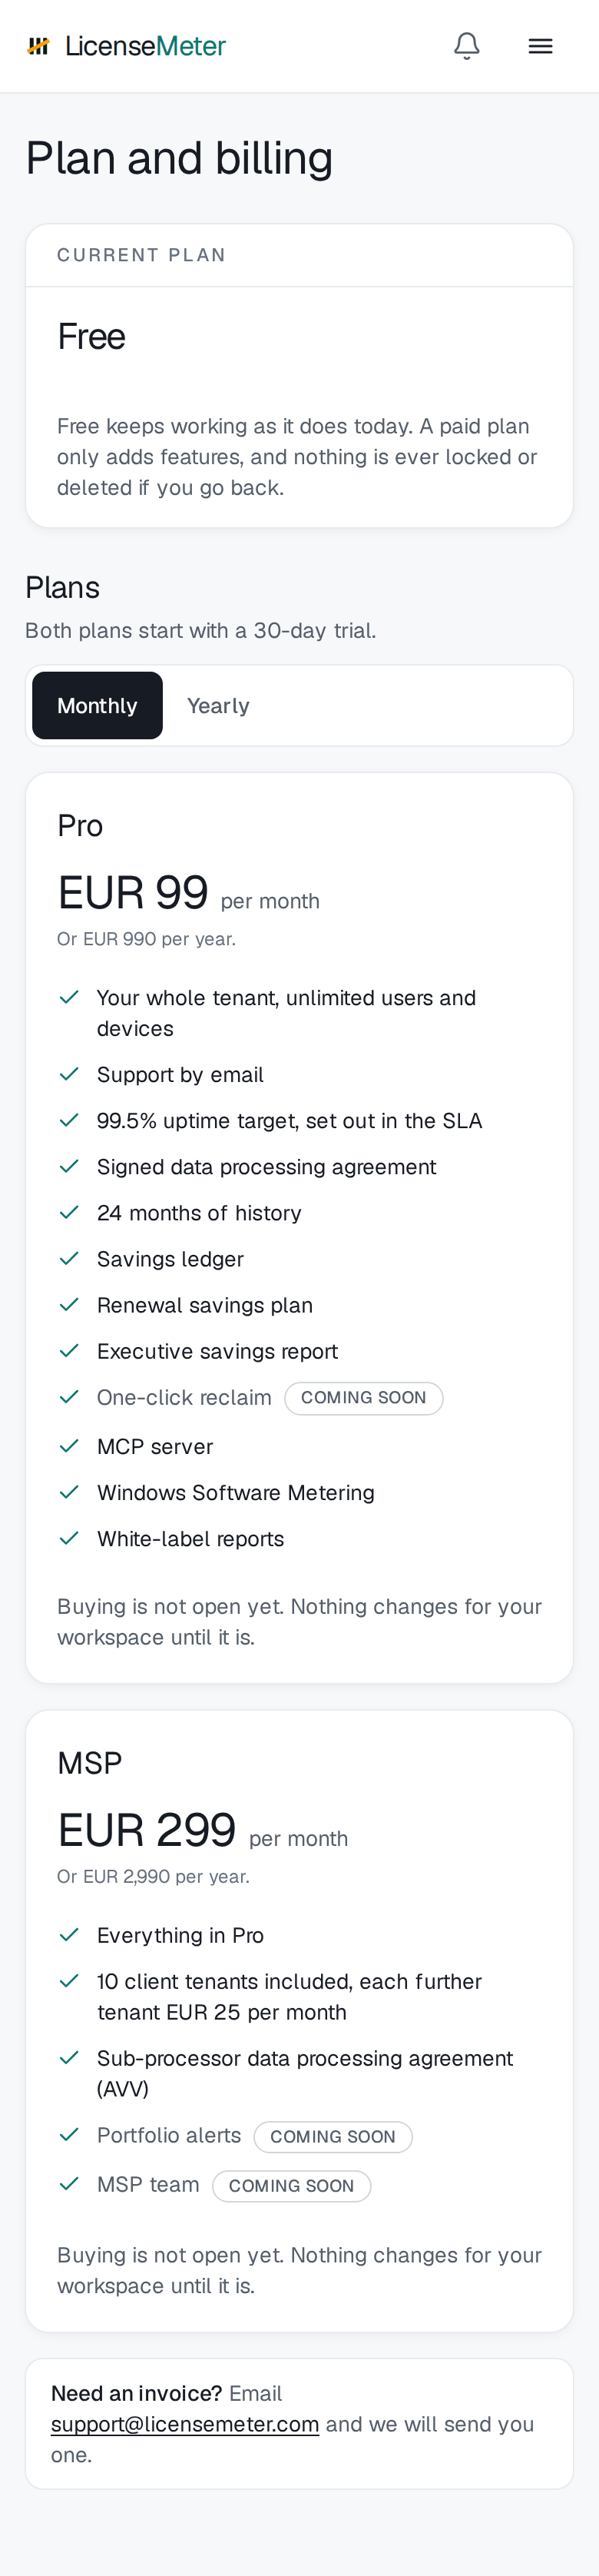 LicenseMeter
Plan and billing
CURRENT PLAN
Free
Free keeps working as it does today. A paid plan
only adds features, and nothing is ever locked or
deleted if you go back.
Plans
Both plans start with a 30-day trial.
Monthly Yearly
Pro
EUR 99 per month
Or EUR 990 per year.
Your whole tenant, unlimited users and
devices
Support by email
99.5% uptime target, set out in the SLA
Signed data processing agreement
24 months of history
Savings ledger
Renewal savings plan
Executive savings report
One-click reclaim COMING SOON
MCP server
Windows Software Metering
White-label reports
Buying is not open yet. Nothing changes for your
workspace until it is.
MSP
EUR 299 per month
Or EUR 2,990 per year.
Everything in Pro
10 client tenants included, each further
tenant EUR 25 per month
Sub-processor data processing agreement
(AVV)
Portfolio alerts COMING SOON
MSP team COMING SOON
Buying is not open yet. Nothing changes for your
workspace until it is.
Need an invoice? Email
support@licensemeter.com and we will send you
one.